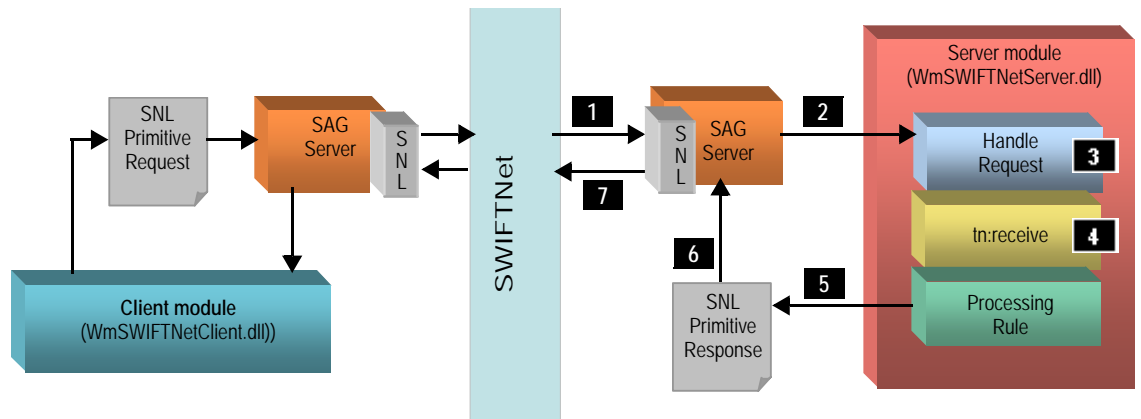 SNL
Primitive
Request
SAG
Server
S
N
L
Client module
(WmSWIFTNetClient.dll))
SWIFTNet
1
7
S
N
L
SAG
Server
2
6
SNL
Primitive
Response
5
Server module
(WmSWIFTNetServer.dll)
Handle
Request
3
tn:receive
4
Processing
Rule